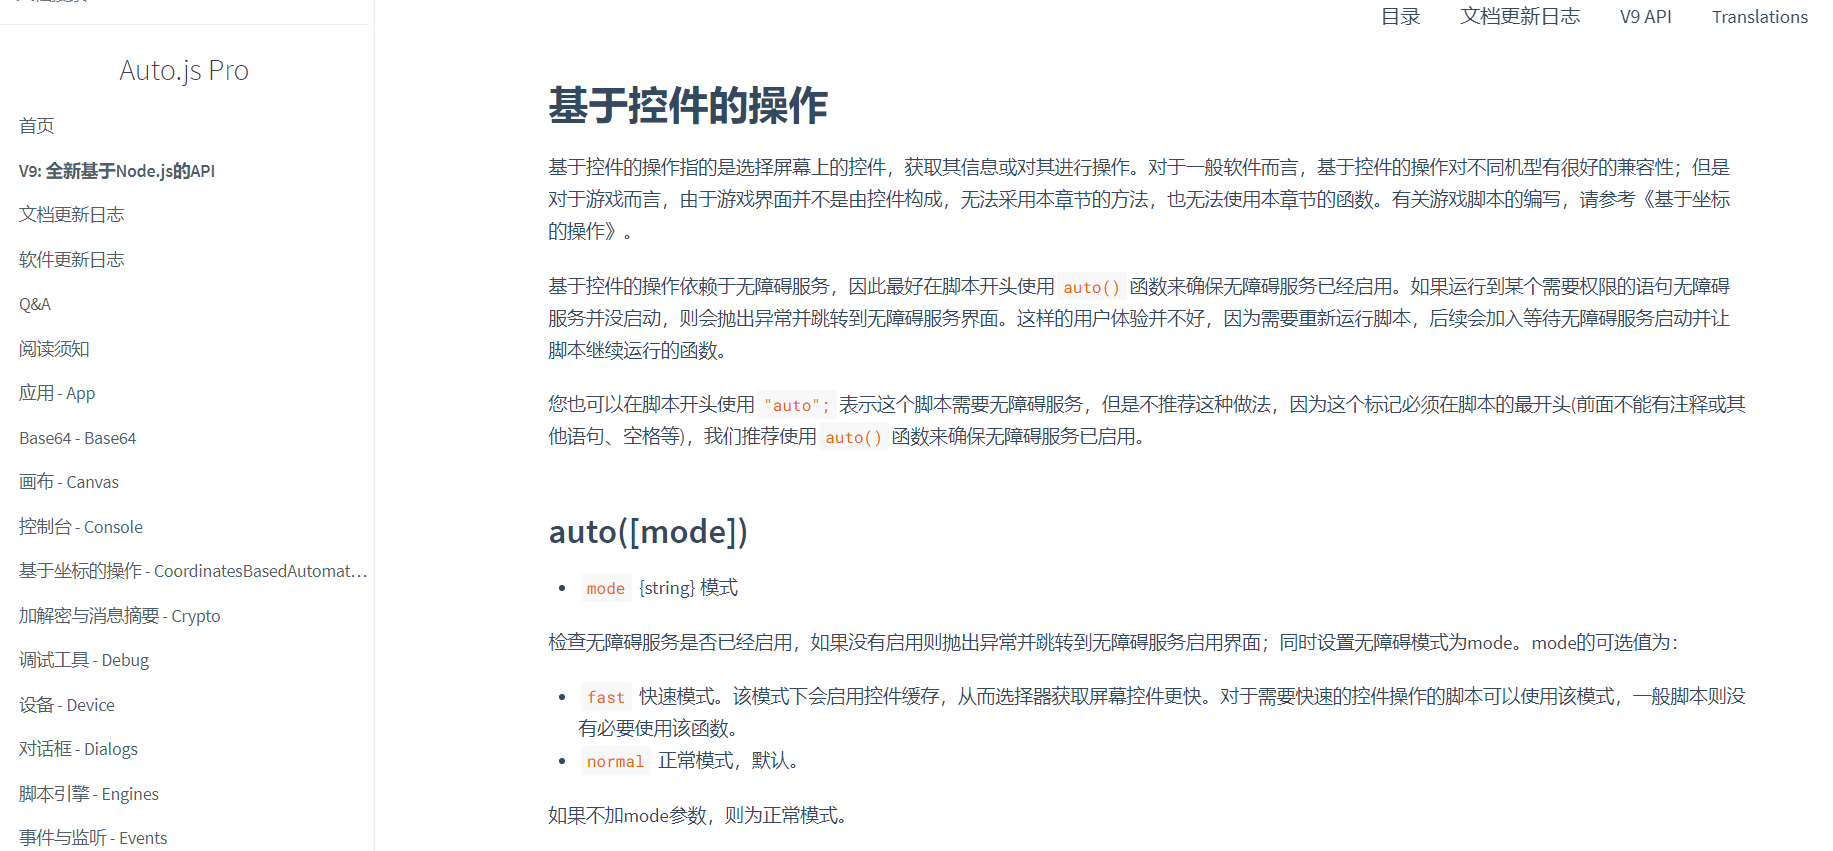 目录
文档更新日志
V9 API
Translations
Auto.js Pro
首页
V9: 全新基于Node.js的API
文档更新日志
软件更新日志
Q&A
阅读须知
应用 - App
Base64 - Base64
画布 - Canvas
控制台 - Console
基于坐标的操作 - CoordinatesBasedAutomat...
加解密与消息摘要 - Crypto
调试工具 - Debug
设备 - Device
对话框 - Dialogs
脚本引擎 - Engines
事件与监听 - Events
基于控件的操作
基于控件的操作指的是选择屏幕上的控件，获取其信息或对其进行操作。对于一般软件而言，基于控件的操作对不同机型有很好的兼容性；但是
对于游戏而言，由于游戏界面并不是由控件构成，无法采用本章节的方法，也无法使用本章节的函数。有关游戏脚本的编写，请参考《基于坐标
的操作》。
基于控件的操作依赖于无障碍服务，因此最好在脚本开头使用 auto() 函数来确保无障碍服务已经启用。如果运行到某个需要权限的语句无障碍
服务并没启动，则会抛出异常并跳转到无障碍服务界面。这样的用户体验并不好，因为需要重新运行脚本，后续会加入等待无障碍服务启动并让
脚本继续运行的函数。
您也可以在脚本开头使用 "auto"; 表示这个脚本需要无障碍服务，但是不推荐这种做法，因为这个标记必须在脚本的最开头(前面不能有注释或其
他语句、空格等)，我们推荐使用 auto() 函数来确保无障碍服务已启用。
auto([mode])
• mode {string} 模式
检查无障碍服务是否已经启用，如果没有启用则抛出异常并跳转到无障碍服务启用界面；同时设置无障碍模式为mode。mode的可选值为：
• fast 快速模式。该模式下会启用控件缓存，从而选择器获取屏幕控件更快。对于需要快速的控件操作的脚本可以使用该模式，一般脚本则没
有必要使用该函数。
• normal 正常模式，默认。
如果不加mode参数，则为正常模式。